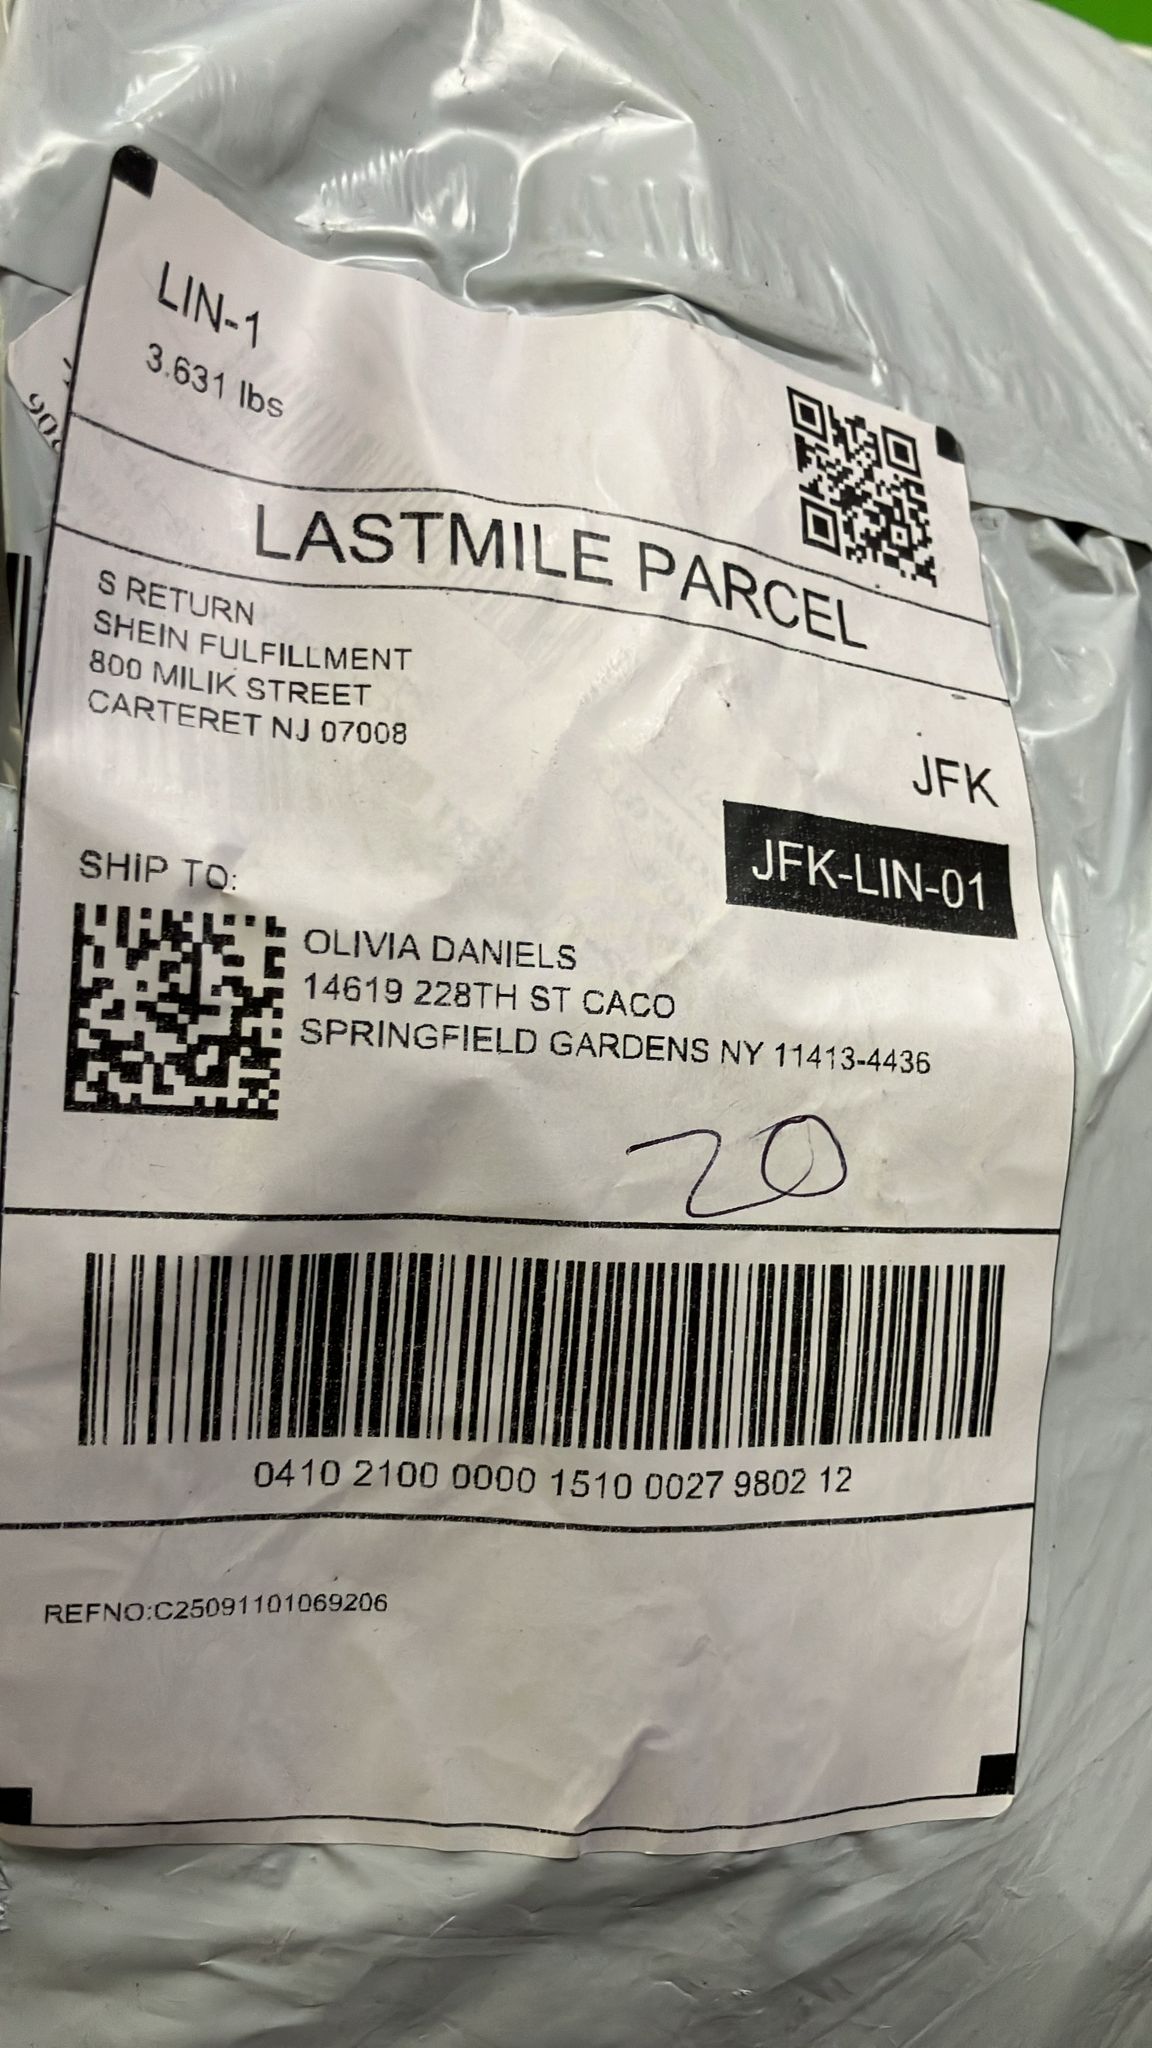 LIN-1
3.631 lbs
LASTMILE PARCEL
S RETURN
SHEIN FULFILLMENT
800 MILIK STREET
CARTERET NJ 07008
JFK
JFK-LIN-01
SHIP TO:
OLIVIA DANIELS
14619 228TH ST CACO
SPRINGFIELD GARDENS NY 11413-4436
20
0410 2100 0000 1510 0027 9802 12
REFNO:C25091101069206